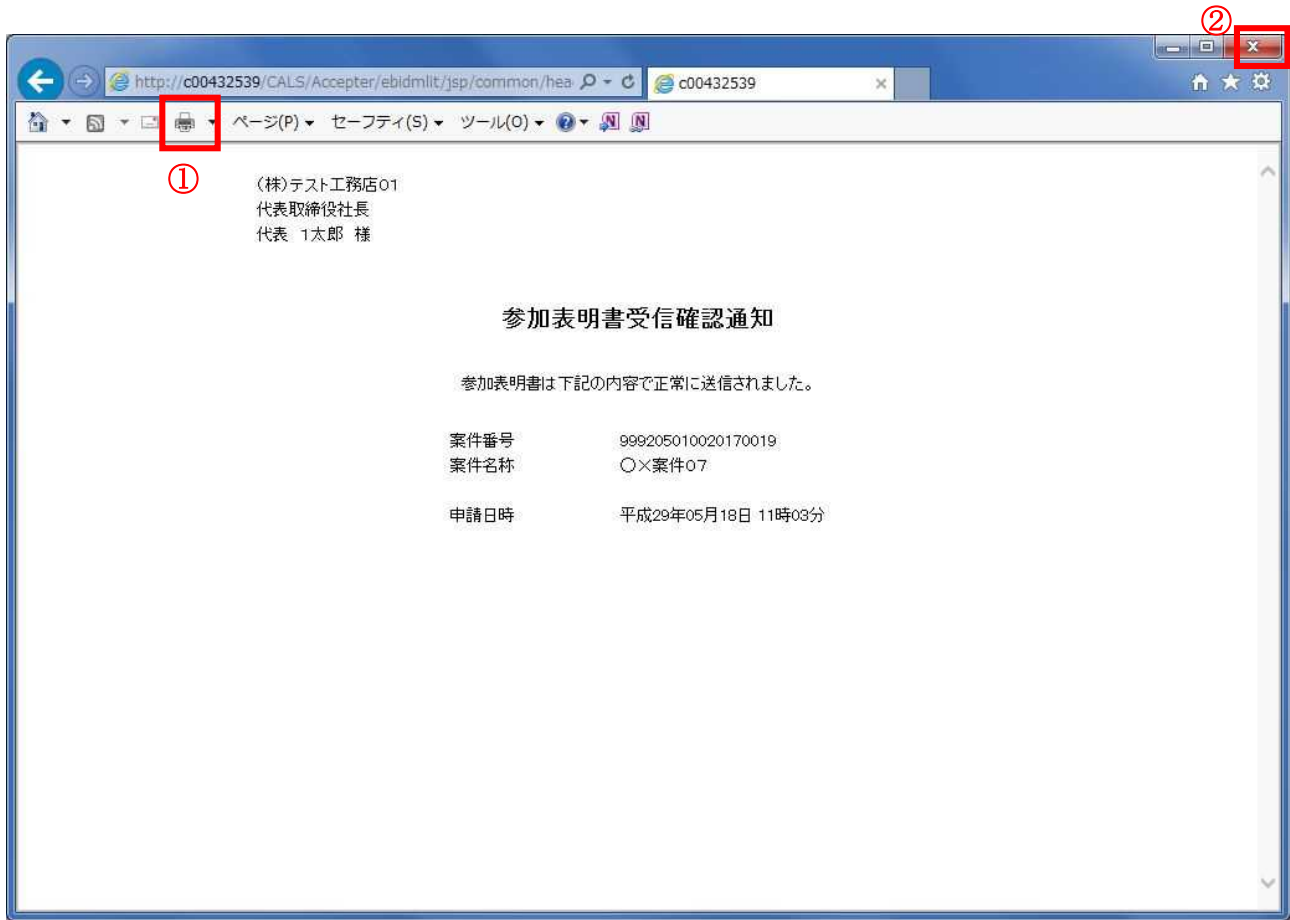 ②
http://c00432539/CALS/Accepter/ebidmlit/jsp/common/hea
c00432539
ページ(P) セーフティ(S) ツール(O)
①
(株)テスト工務店01
代表取締役社長
代表 1太郎 様
参加表明書受信確認通知
参加表明書は下記の内容で正常に送信されました。
案件番号 999205010020170019
案件名称 〇×案件07
申請日時 平成29年05月18日 11時03分